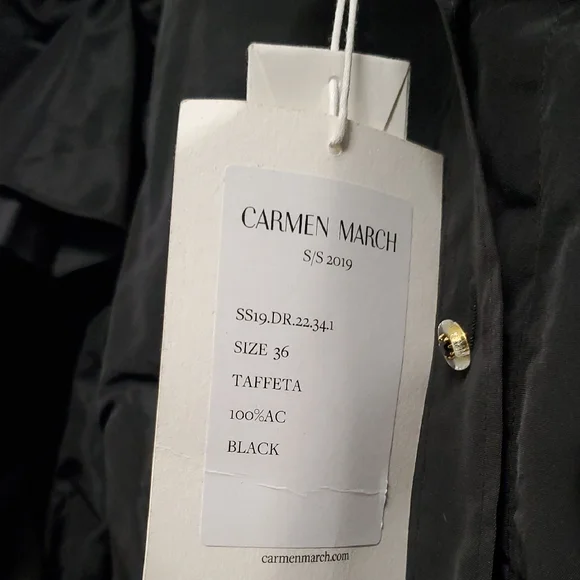 CARMEN MARCH
S/S 2019
SS19.DR.22.34.1
SIZE 36
TAFFETA
100%AC
BLACK
carmenmarch.com